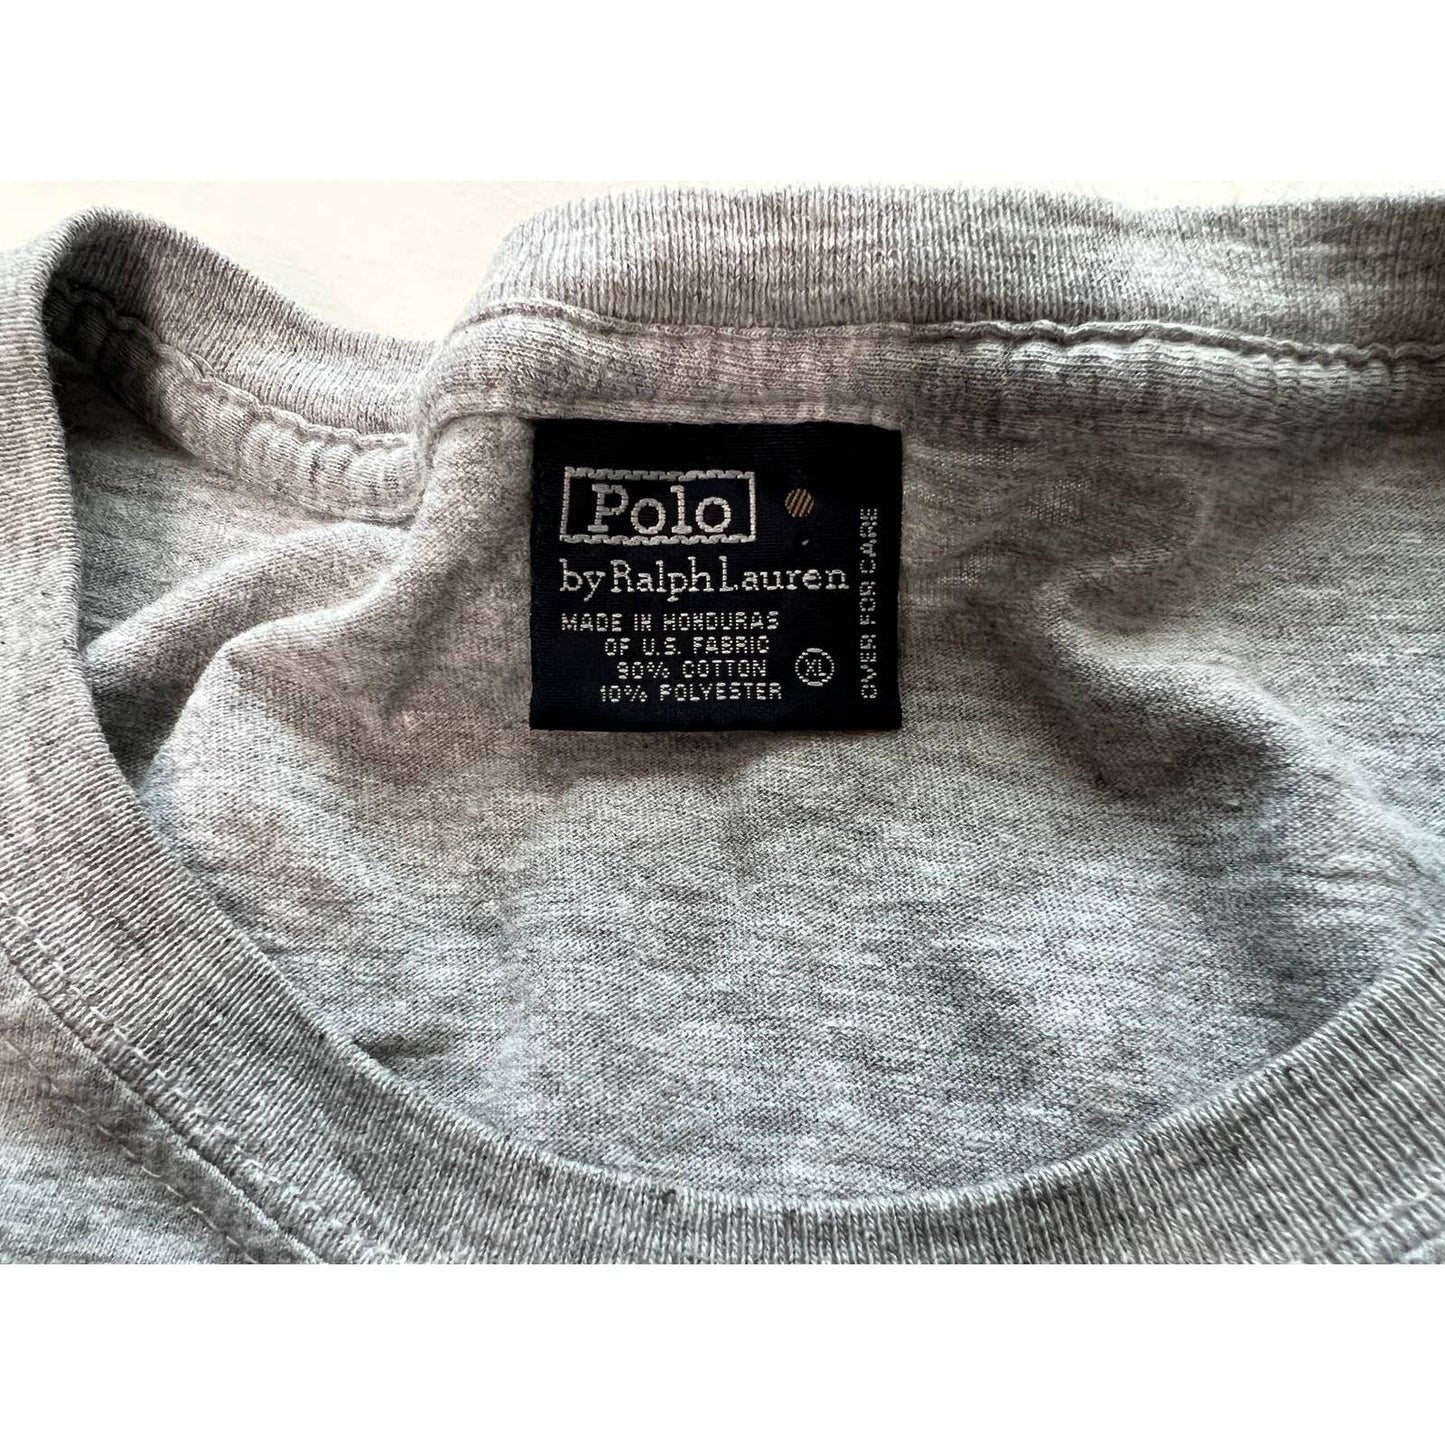 Polo
by Ralph Lauren
MADE IN HONDURAS
OF U.S. FABRIC
90% COTTON
10% POLYESTER
XL
OVER FOR CARE